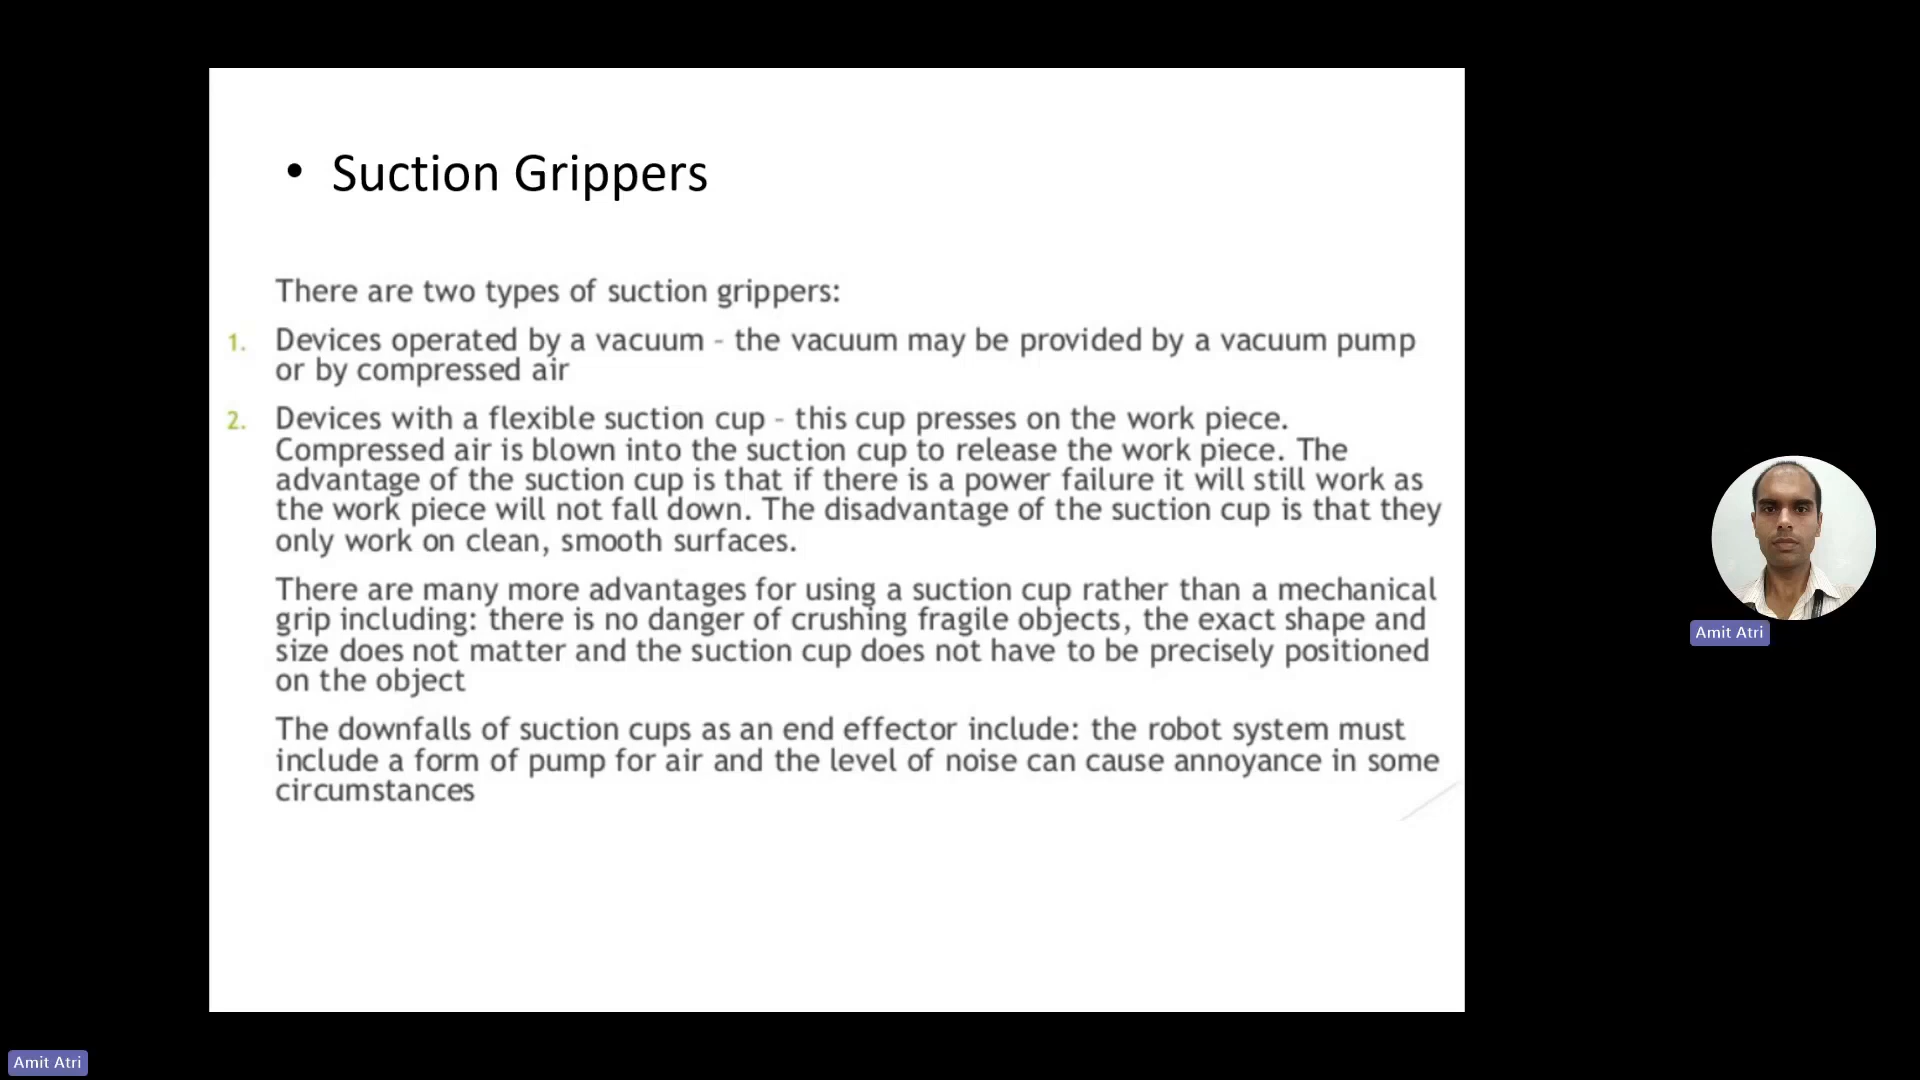 • Suction Grippers
There are two types of suction grippers:
1. Devices operated by a vacuum - the vacuum may be provided by a vacuum pump
or by compressed air
2. Devices with a flexible suction cup - this cup presses on the work piece.
Compressed air is blown into the suction cup to release the work piece. The
advantage of the suction cup is that if there is a power failure it will still work as
the work piece will not fall down. The disadvantage of the suction cup is that they
only work on clean, smooth surfaces.
There are many more advantages for using a suction cup rather than a mechanical
grip including: there is no danger of crushing fragile objects, the exact shape and
size does not matter and the suction cup does not have to be precisely positioned
on the object
The downfalls of suction cups as an end effector include: the robot system must
include a form of pump for air and the level of noise can cause annoyance in some
circumstances
Amit Atri
Amit Atri